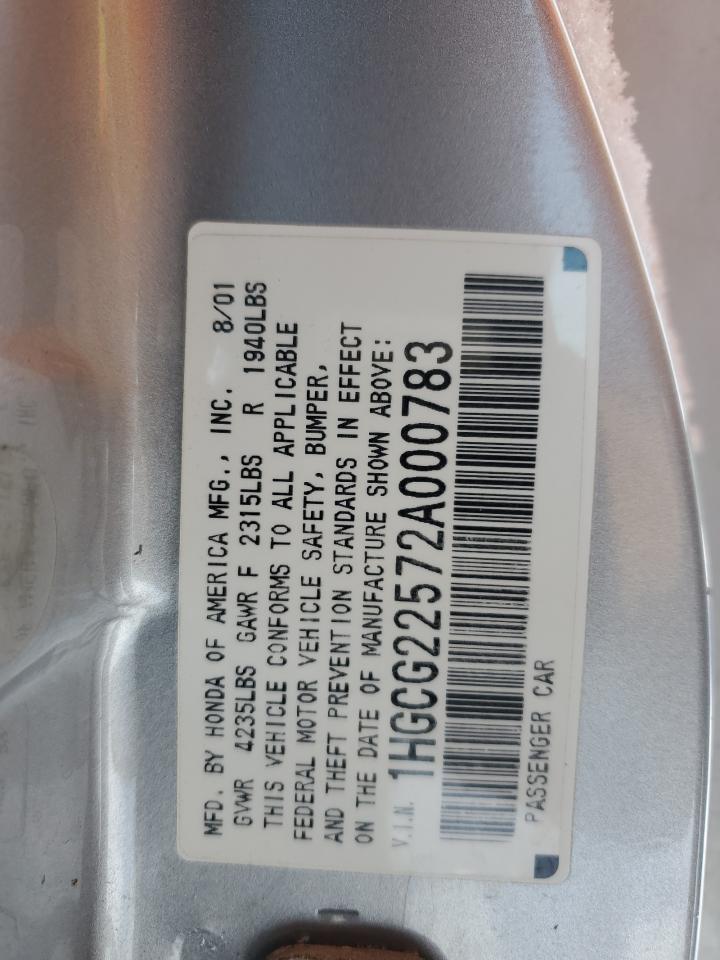 MFD. BY HONDA OF AMERICA MFG., INC. 8/01
GVWR 4235LBS GAWR F 2315LBS R 1940LBS
THIS VEHICLE CONFORMS TO ALL APPLICABLE
FEDERAL MOTOR VEHICLE SAFETY, BUMPER,
AND THEFT PREVENTION STANDARDS IN EFFECT
ON THE DATE OF MANUFACTURE SHOWN ABOVE:
V.I.N. 1HGCG22572A000783
PASSENGER CAR